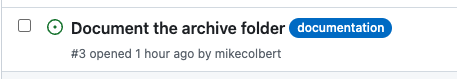 Document the archive folder documentation
#3 opened 1 hour ago by mikecolbert